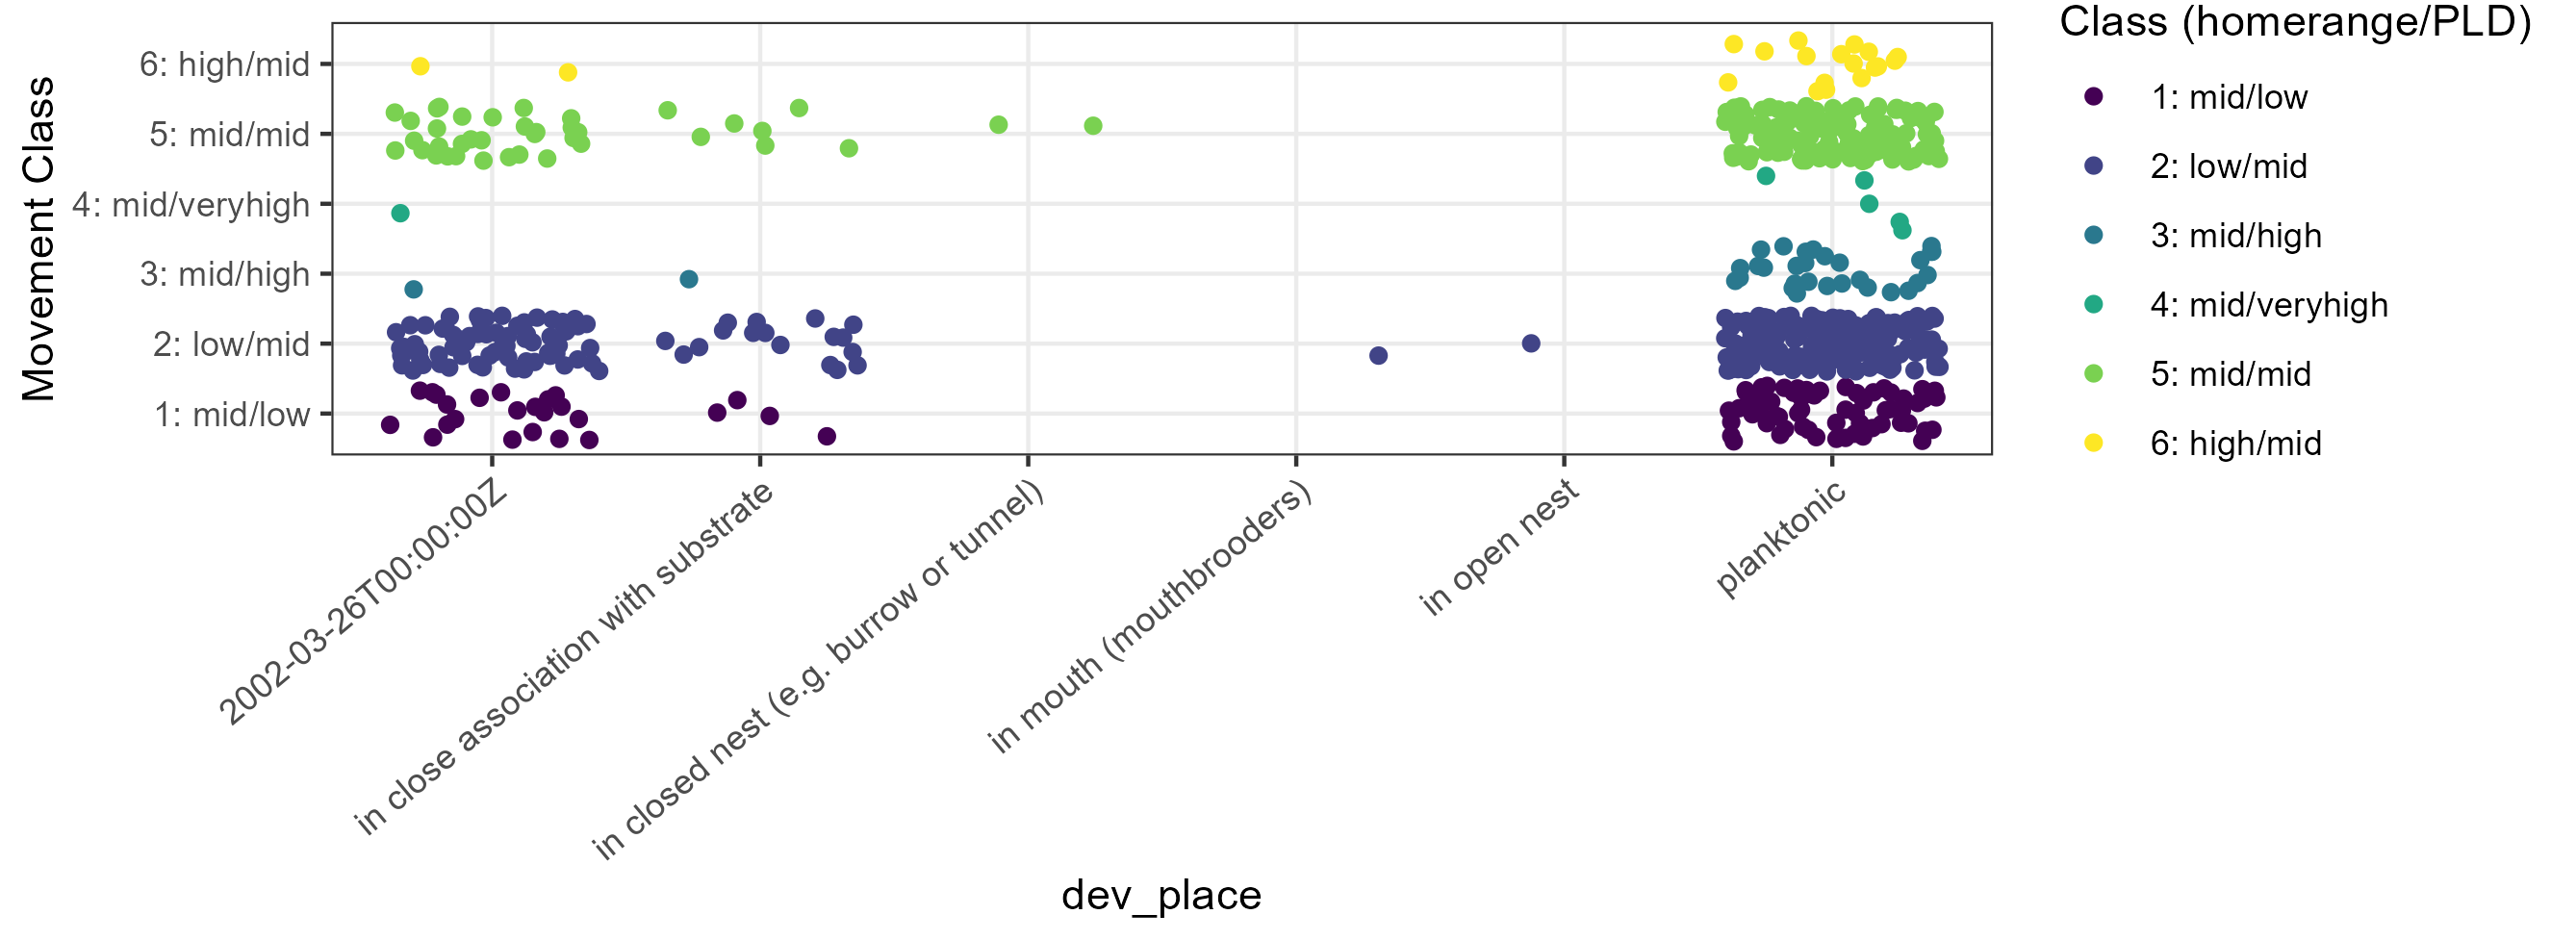 Movement Class
6: high/mid
5: mid/mid
4: mid/veryhigh
3: mid/high
2: low/mid
1: mid/low
2002-03-26T00:00:00Z
in close association with substrate
in closed nest (e.g. burrow or tunnel)
in mouth (mouthbrooders)
in open nest
planktonic
dev_place
Class (homerange/PLD)
1: mid/low
2: low/mid
3: mid/high
4: mid/veryhigh
5: mid/mid
6: high/mid